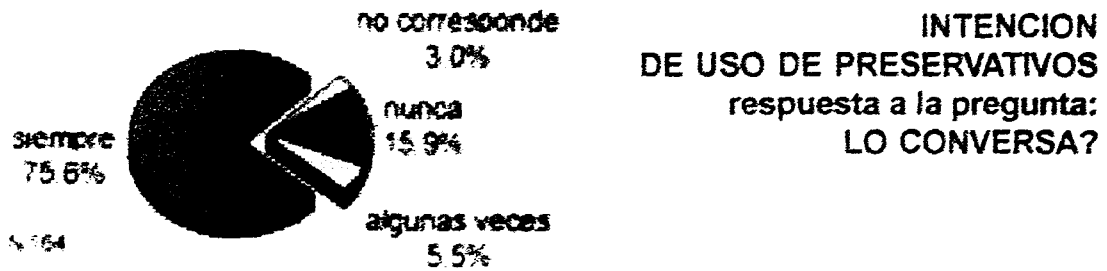 INTENCION
DE USO DE PRESERVATIVOS
respuesta a la pregunta:
LO CONVERSA?
no corresponde
3.0%
nunca
15.9%
siempre
75.6%
algunas veces
5.5%
N:164